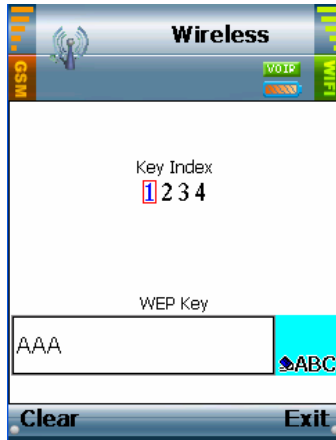 Wireless
GSM
VOIP
WIFI
Key Index
1 2 3 4
WEP Key
AAA
ABC
Clear Exit